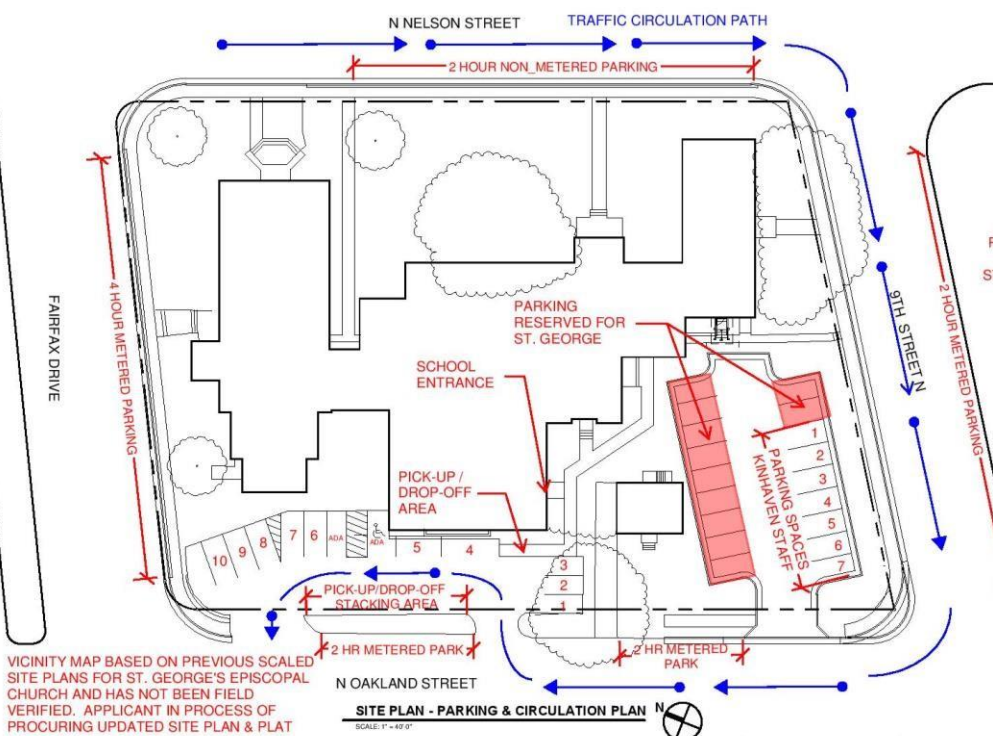 N NELSON STREET
TRAFFIC CIRCULATION PATH
2 HOUR NON_METERED PARKING
4 HOUR METERED PARKING
FAIRFAX DRIVE
9TH STREET N
2 HOUR METERED PARKING
PARKING
RESERVED FOR
ST. GEORGE
SCHOOL
ENTRANCE
PICK-UP /
DROP-OFF
AREA
1
2
3
4
5
6
7
PARKING SPACES
KINHAVEN STAFF
10
9
8
7
6
ADA
ADA
5
4
3
2
1
PICK-UP/DROP-OFF
STACKING AREA
2 HR METERED PARK
2 HR METERED
PARK
VICINITY MAP BASED ON PREVIOUS SCALED
SITE PLANS FOR ST. GEORGE'S EPISCOPAL
CHURCH AND HAS NOT BEEN FIELD
VERIFIED. APPLICANT IN PROCESS OF
PROCURING UPDATED SITE PLAN & PLAT
N OAKLAND STREET
SITE PLAN - PARKING & CIRCULATION PLAN
N
SCALE: 1" = 40'0"